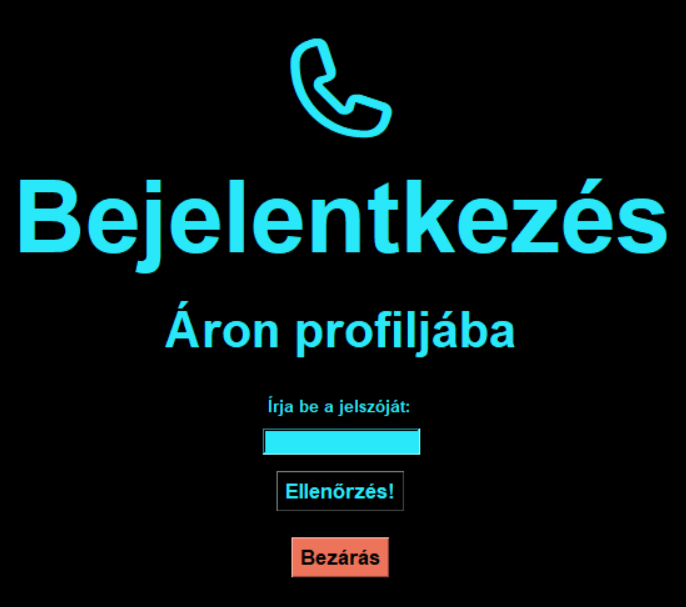 Bejelentkezés
Áron profiljába
Írja be a jelszóját:
Ellenőrzés!
Bezárás